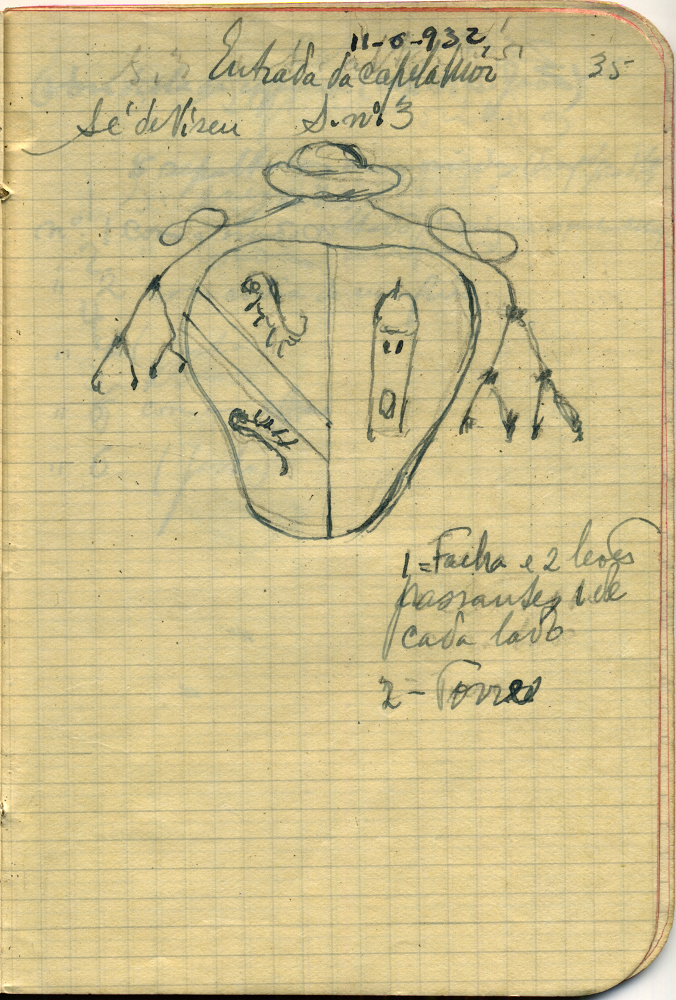 11-6-932
Entrada da capela Mór
35
Sé de Viseu S. nº 3
1=Facha e 2 leões
passantes 1 de
cada lado
2- Torre